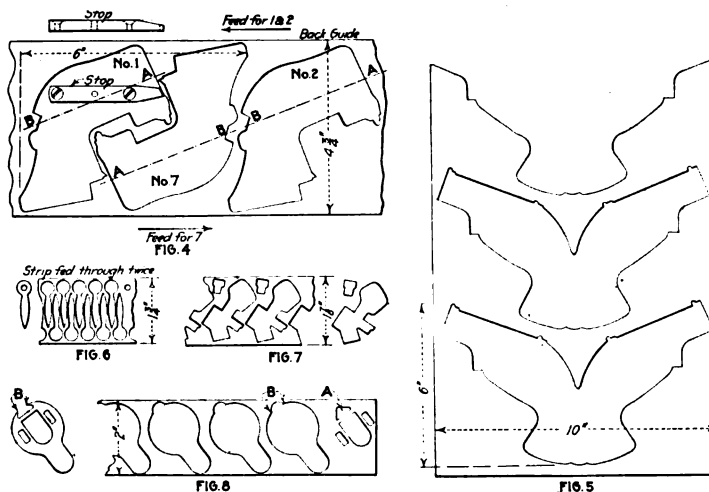 Stop
Feed for 1&2
Back Guide
6"
No.1
No.2
A
A
Stop
B
B
B
A
No.7
4¾"
Feed for 7
FIG.4
Strip fed through twice
FIG.6
FIG.7
B
B
A
2"
FIG.8
6"
10"
FIG.5